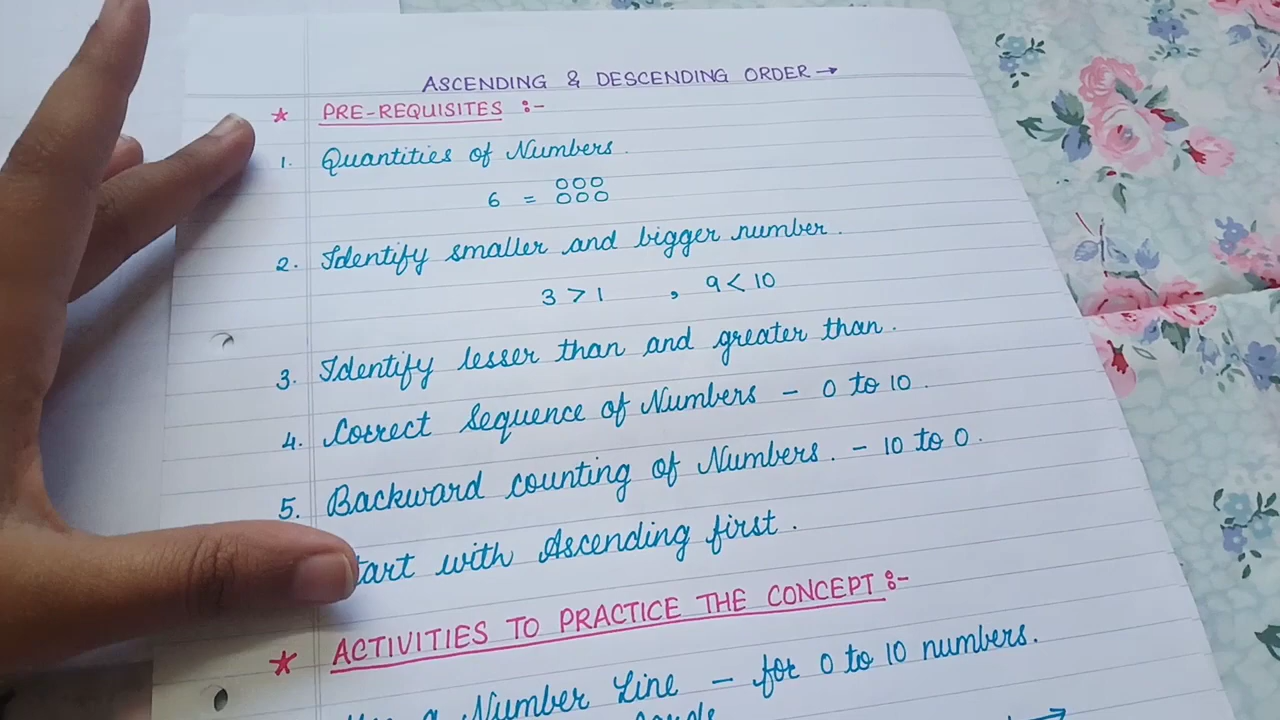 ASCENDING & DESCENDING ORDER →
★ PRE-REQUISITES :-
1. Quantities of Numbers.
6 = 000
000
2. Identify smaller and bigger number.
3 > 1 , 9 < 10
3. Identify lesser than and greater than.
4. Correct Sequence of Numbers - 0 to 10.
5. Backward counting of Numbers. - 10 to 0.
tart with Ascending first.
★ ACTIVITIES TO PRACTICE THE CONCEPT :-
a Number Line - for 0 to 10 numbers.